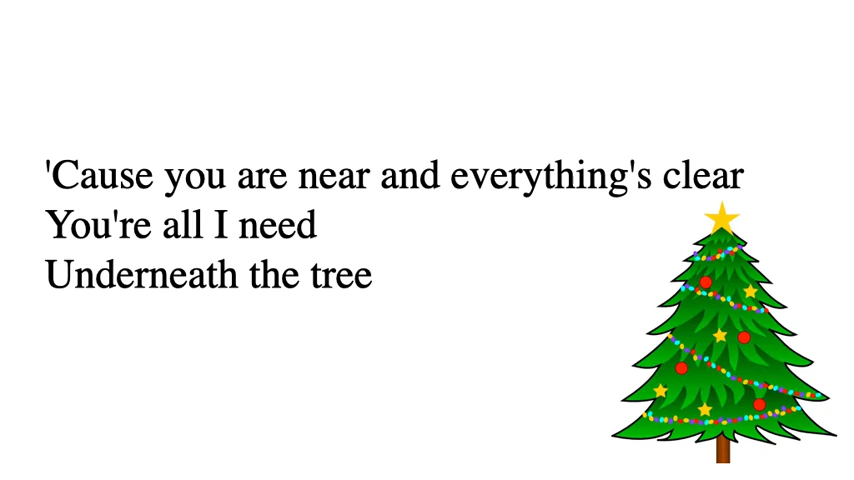 'Cause you are near and everything's clear
You're all I need
Underneath the tree